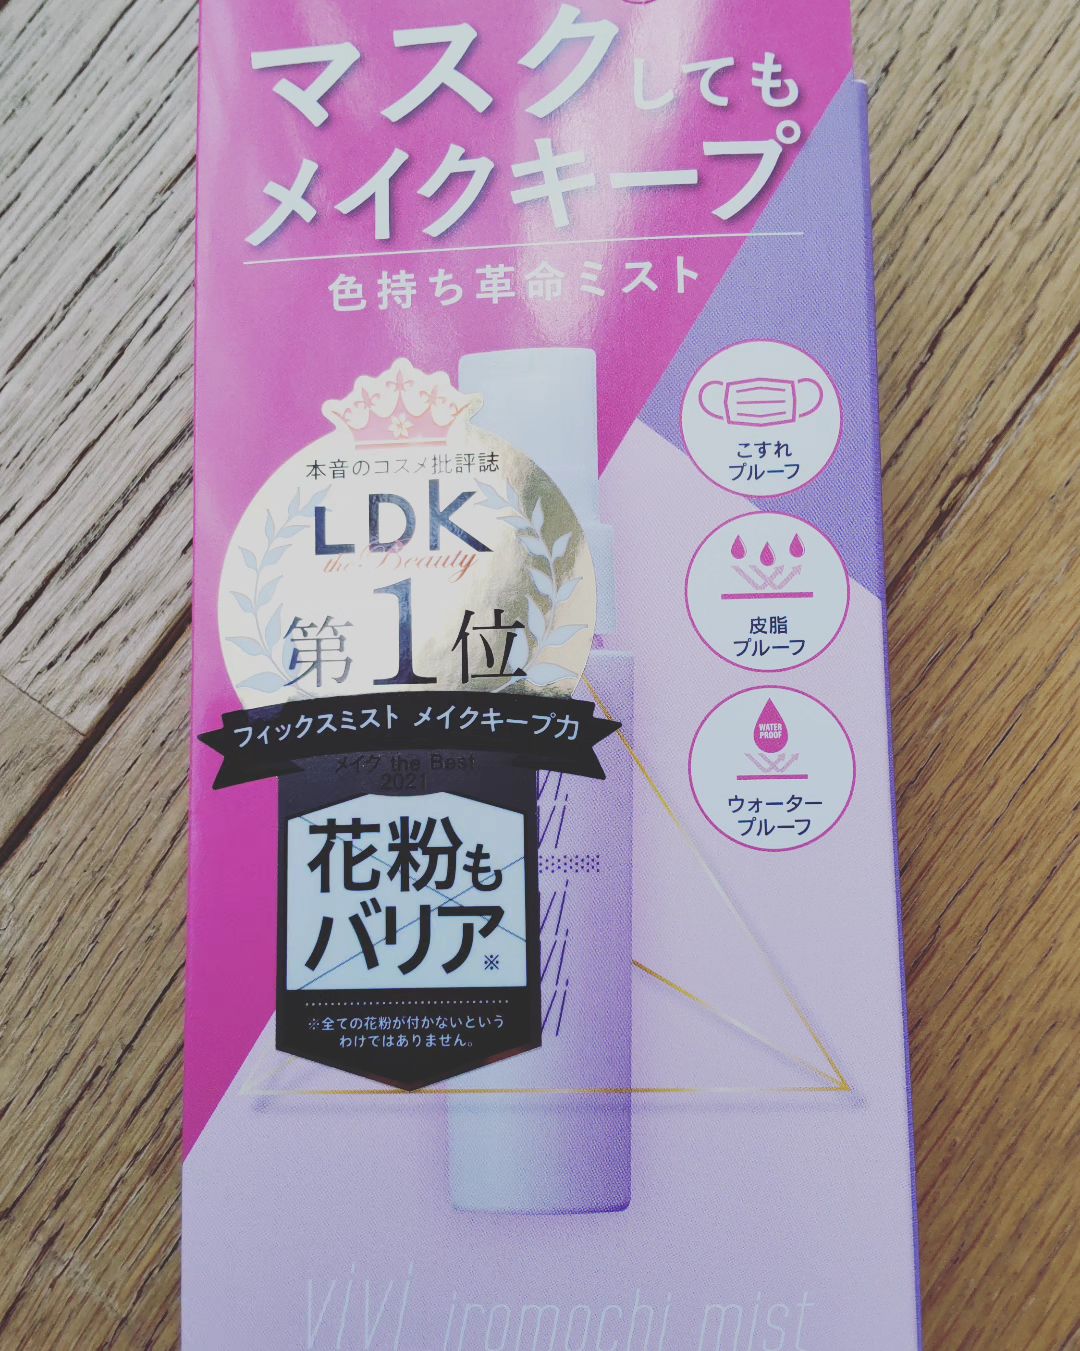 マスクしても
メイクキープ
色持ち革命ミスト
本音のコスメ批評誌
LDK
the Beauty
第1位
フィックスミスト メイクキープ力
メイク the Best
2021
花粉も
バリア※
※全ての花粉が付かないという
わけではありません。
こすれ
プルーフ
皮脂
プルーフ
WATER
PROOF
ウォーター
プルーフ
ViVi iromochi mist